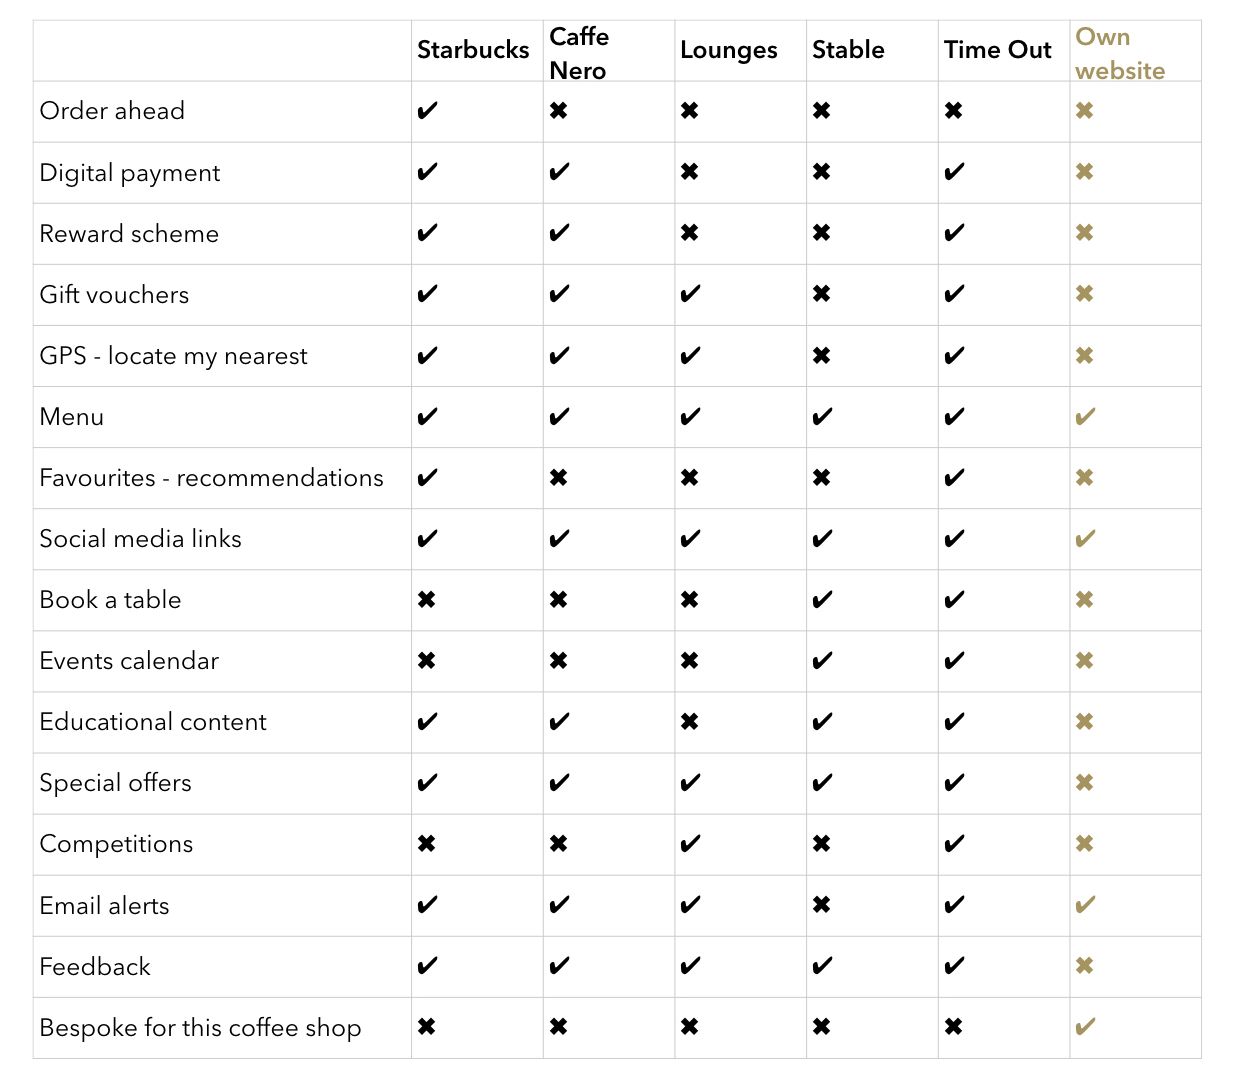 Starbucks Caffe Nero Lounges Stable Time Out Own website
Order ahead ✔ ✖ ✖ ✖ ✖ ✖
Digital payment ✔ ✔ ✖ ✖ ✔ ✖
Reward scheme ✔ ✔ ✖ ✖ ✔ ✖
Gift vouchers ✔ ✔ ✔ ✖ ✔ ✖
GPS - locate my nearest ✔ ✔ ✔ ✖ ✔ ✖
Menu ✔ ✔ ✔ ✔ ✔ ✔
Favourites - recommendations ✔ ✖ ✖ ✖ ✔ ✖
Social media links ✔ ✔ ✔ ✔ ✔ ✔
Book a table ✖ ✖ ✖ ✔ ✔ ✖
Events calendar ✖ ✖ ✖ ✔ ✔ ✖
Educational content ✔ ✔ ✖ ✔ ✔ ✖
Special offers ✔ ✔ ✔ ✔ ✔ ✖
Competitions ✖ ✖ ✔ ✖ ✔ ✖
Email alerts ✔ ✔ ✔ ✖ ✔ ✔
Feedback ✔ ✔ ✔ ✔ ✔ ✖
Bespoke for this coffee shop ✖ ✖ ✖ ✖ ✖ ✔